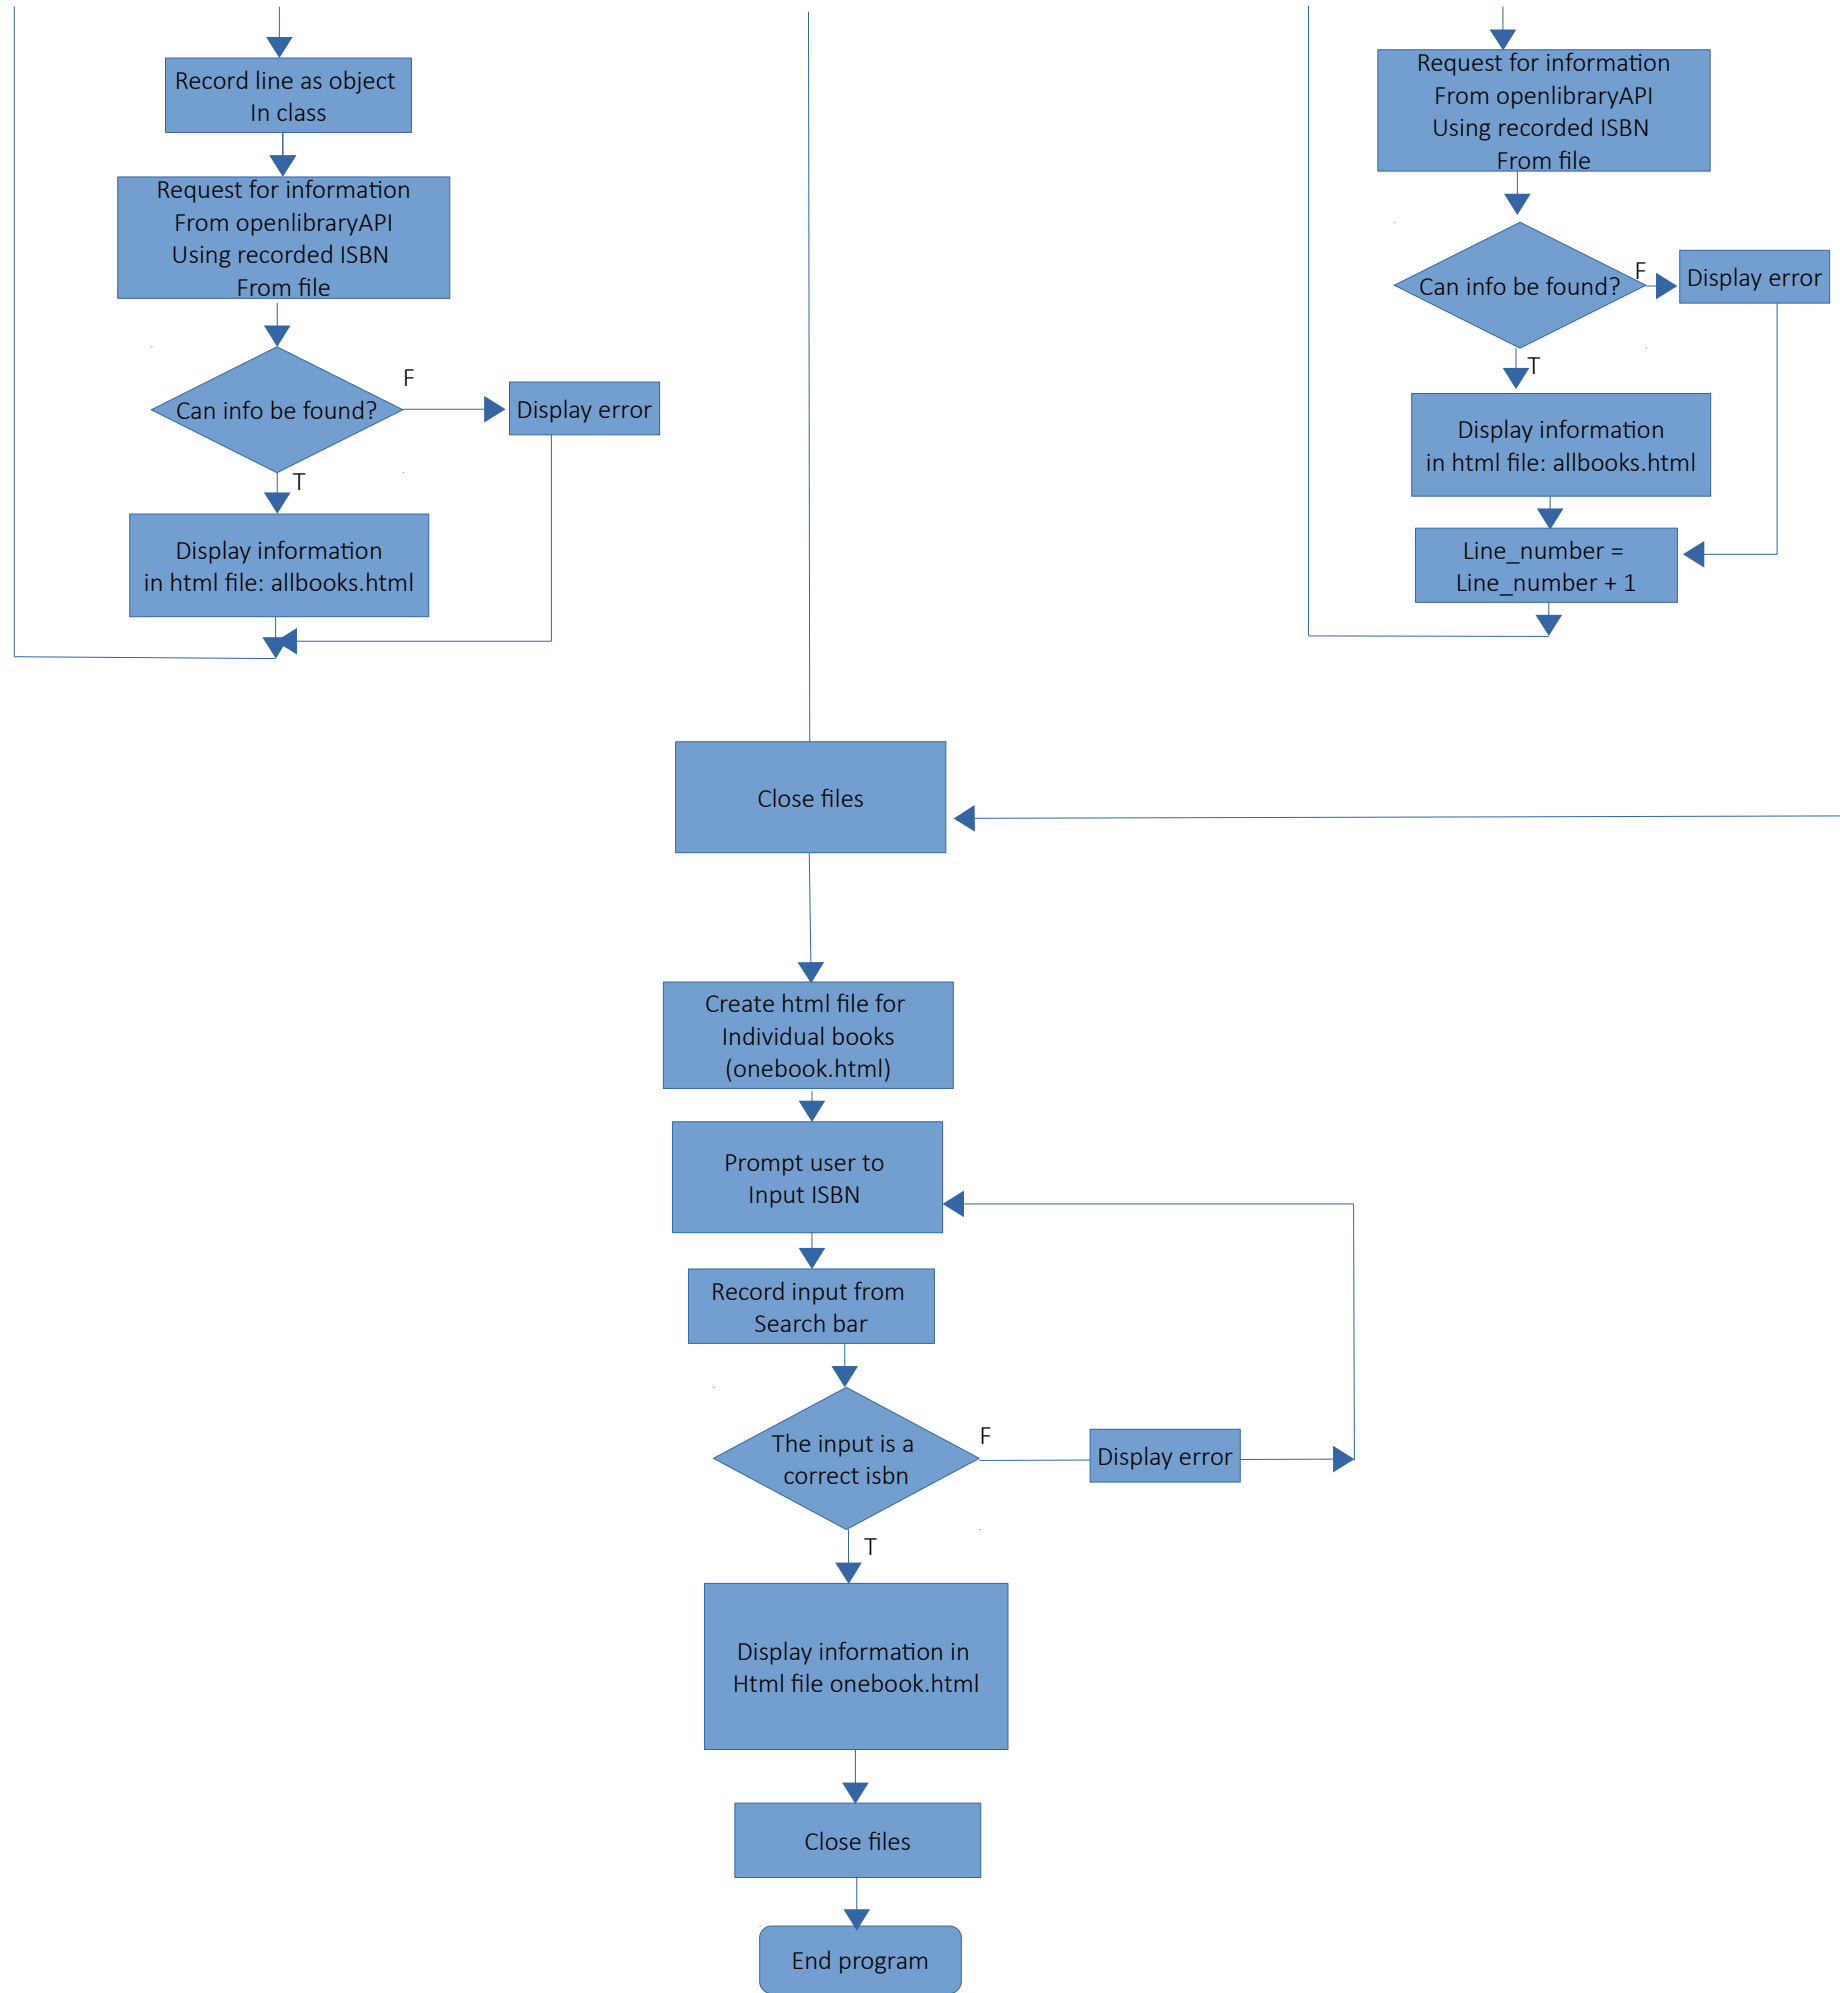 Record line as object
In class
Request for information
From openlibraryAPI
Using recorded ISBN
From file
Can info be found?
F
Display error
T
Display information
in html file: allbooks.html
Request for information
From openlibraryAPI
Using recorded ISBN
From file
Can info be found?
F
Display error
T
Display information
in html file: allbooks.html
Line_number =
Line_number + 1
Close files
Create html file for
Individual books
(onebook.html)
Prompt user to
Input ISBN
Record input from
Search bar
The input is a
correct isbn
F
Display error
T
Display information in
Html file onebook.html
Close files
End program